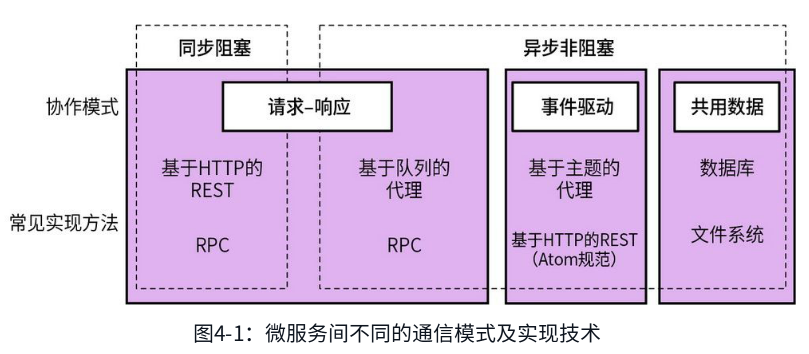 同步阻塞
异步非阻塞
协作模式
请求–响应
事件驱动
共用数据
常见实现方法
基于HTTP的
REST
RPC
基于队列的
代理
RPC
基于主题的
代理
基于HTTP的REST
（Atom规范）
数据库
文件系统
图4-1：微服务间不同的通信模式及实现技术